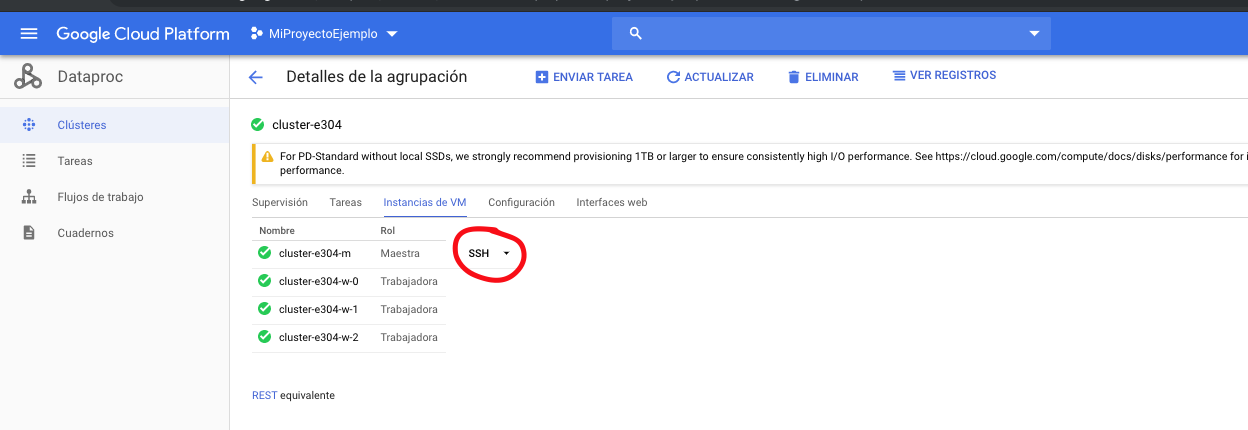 Google Cloud Platform MiProyectoEjemplo
Dataproc
Detalles de la agrupación ENVIAR TAREA ACTUALIZAR ELIMINAR VER REGISTROS
Clústeres
Tareas
Flujos de trabajo
Cuadernos
cluster-e304
For PD-Standard without local SSDs, we strongly recommend provisioning 1TB or larger to ensure consistently high I/O performance. See https://cloud.google.com/compute/docs/disks/performance for
performance.
Supervisión Tareas Instancias de VM Configuración Interfaces web
Nombre Rol
cluster-e304-m Maestra SSH
cluster-e304-w-0 Trabajadora
cluster-e304-w-1 Trabajadora
cluster-e304-w-2 Trabajadora
REST equivalente